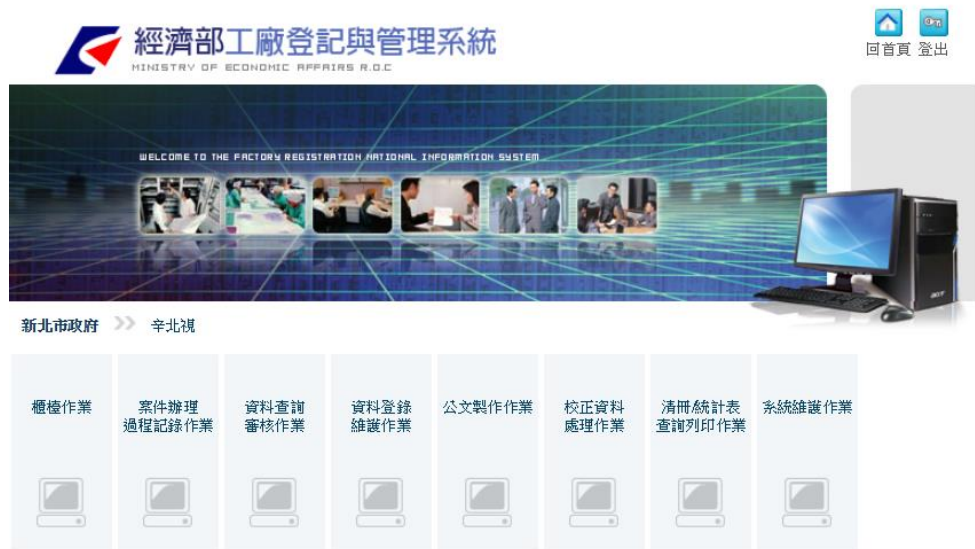 經濟部工廠登記與管理系統
MINISTRY OF ECONOMIC AFFAIRS R.O.C
回首頁 登出
WELCOME TO THE FACTORY REGISTRATION NATIONAL INFORMATION SYSTEM
acer
新北市政府 >> 辛北視
櫃檯作業
案件辦理
過程記錄作業
資料查詢
審核作業
資料登錄
維護作業
公文製作作業
校正資料
處理作業
清冊/統計表
查詢列印作業
系統維護作業